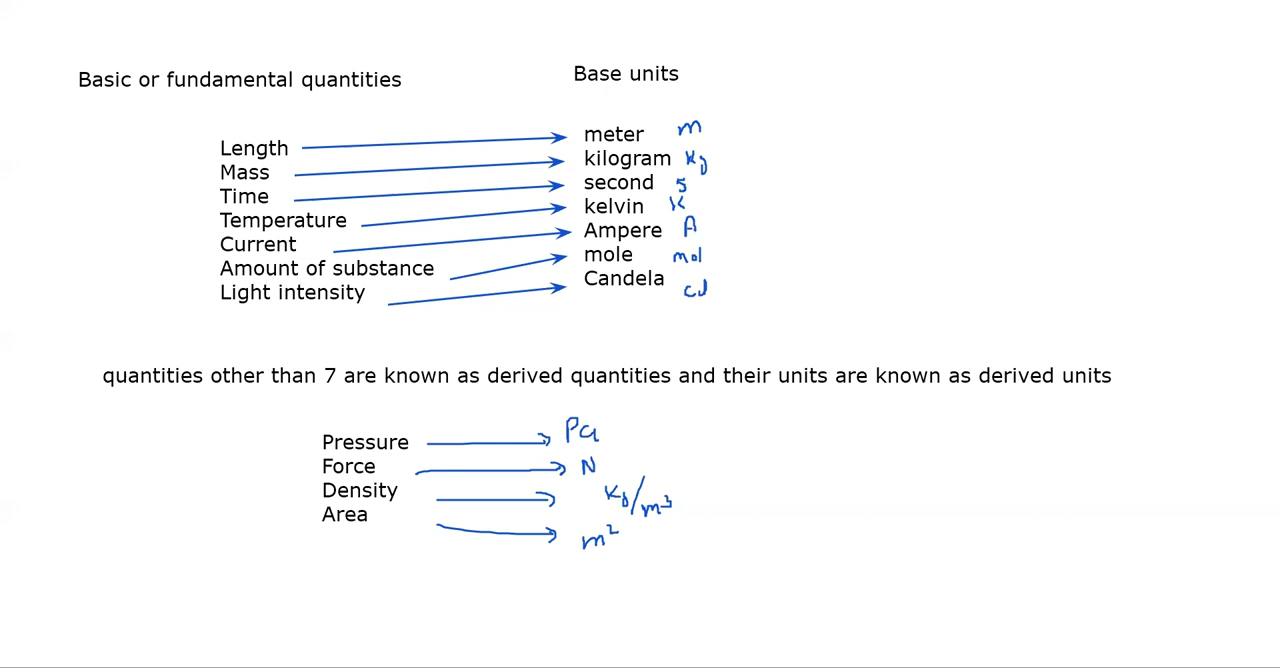 Basic or fundamental quantities
Base units
Length meter m
Mass kilogram Kg
Time second s
Temperature kelvin K
Current Ampere A
Amount of substance mole mol
Light intensity Candela cd
quantities other than 7 are known as derived quantities and their units are known as derived units
Pressure Pa
Force N
Density Kg/m³
Area m²